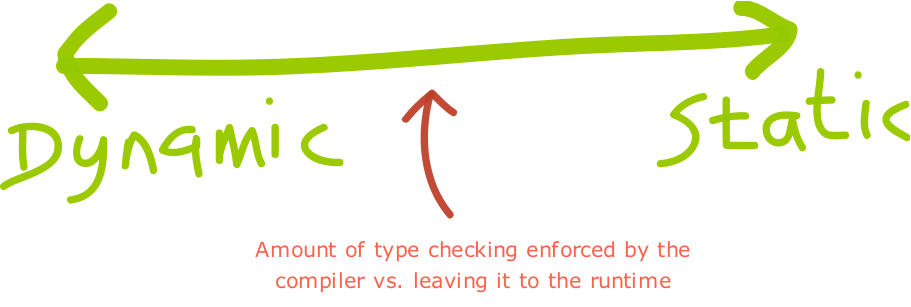 Dynamic Static
Amount of type checking enforced by the
compiler vs. leaving it to the runtime